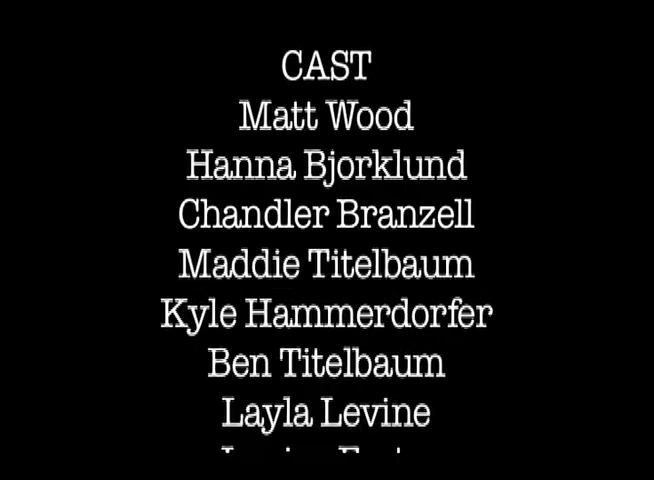 CAST
Matt Wood
Hanna Bjorklund
Chandler Branzell
Maddie Titelbaum
Kyle Hammerdorfer
Ben Titelbaum
Layla Levine